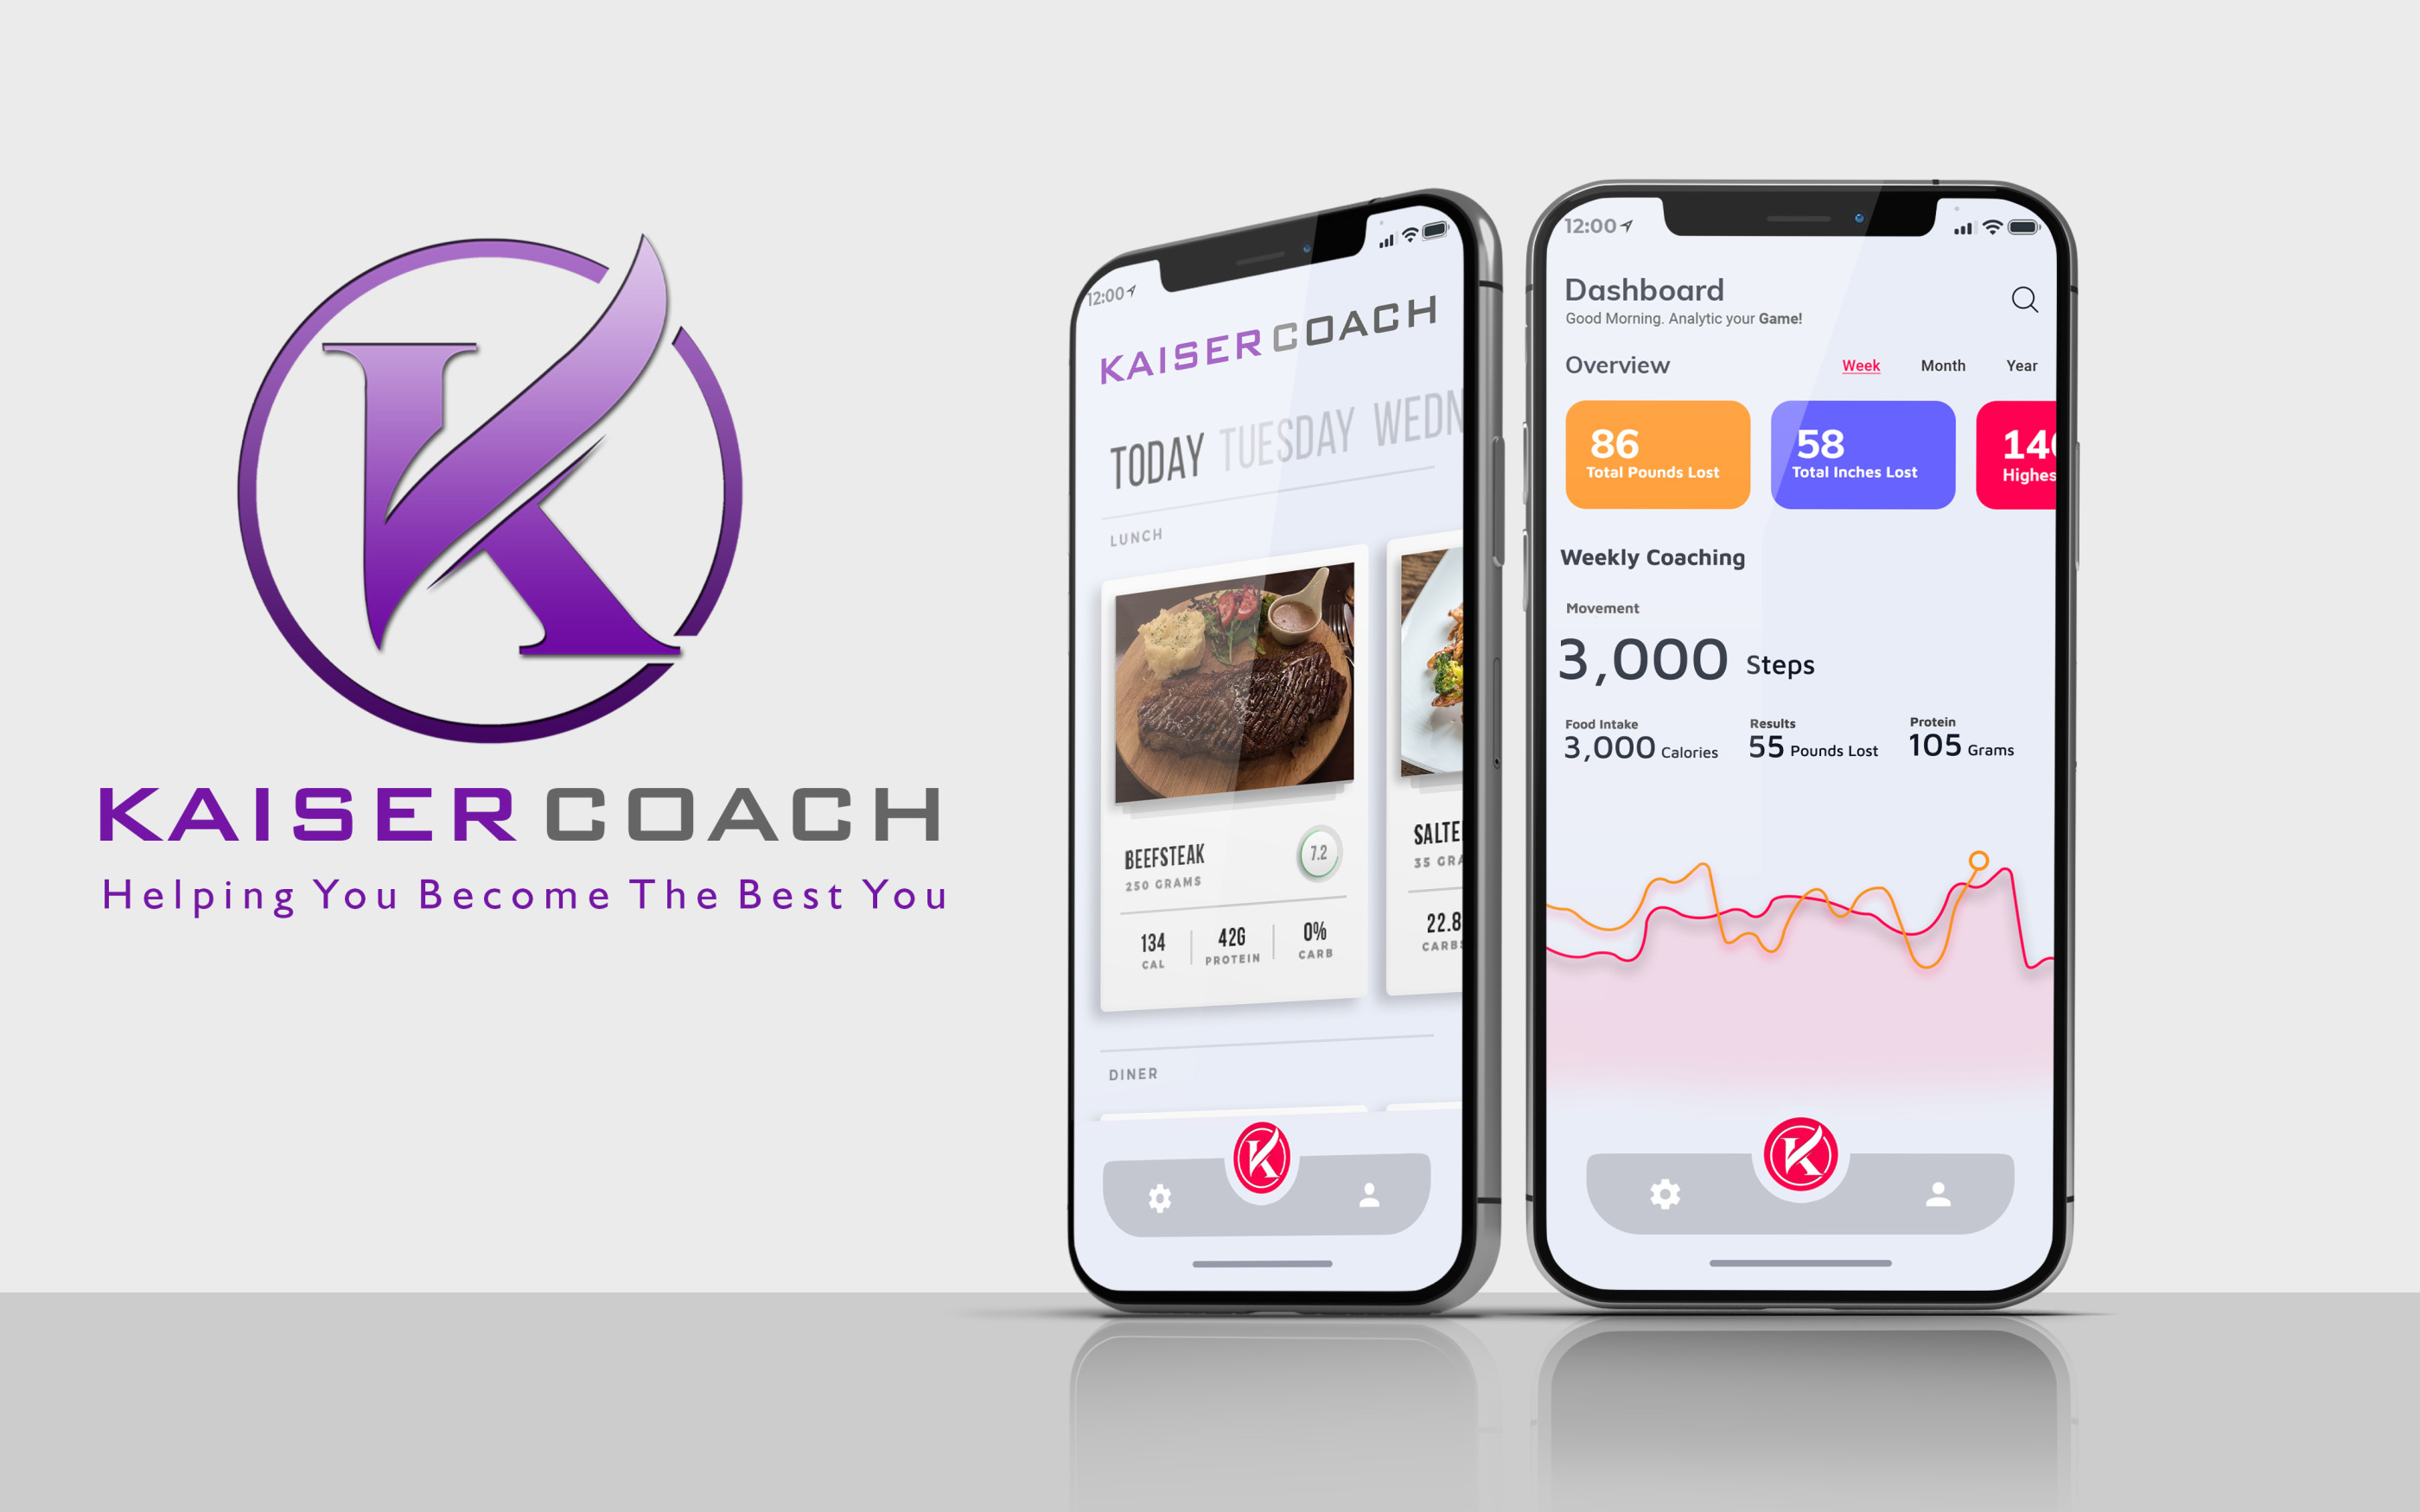 KAISER COACH
Helping You Become The Best You
12:00
KAISER COACH
TODAY TUESDAY WEDN
LUNCH
BEEFSTEAK
250 GRAMS
7.2
134 CAL
42G PROTEIN
0% CARB
SALTE
35 GRA
22.8
CARBS
DINER
12:00
Dashboard
Good Morning. Analytic your Game!
Overview
Week Month Year
86
Total Pounds Lost
58
Total Inches Lost
14
Highes
Weekly Coaching
Movement
3,000 Steps
Food Intake
3,000 Calories
Results
55 Pounds Lost
Protein
105 Grams